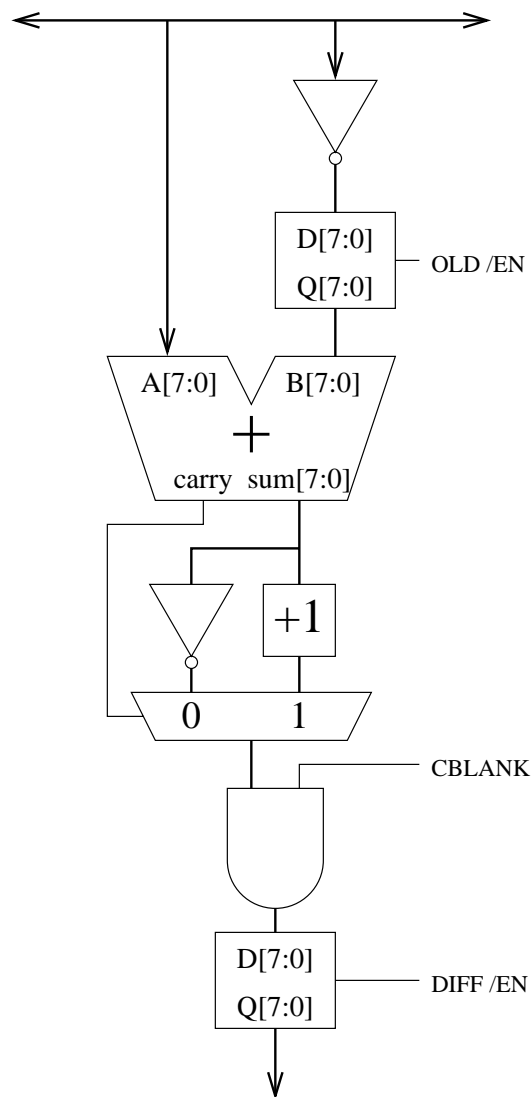 D[7:0]
Q[7:0]
OLD /EN
A[7:0] B[7:0]
+
carry sum[7:0]
+1
0 1
CBLANK
D[7:0]
Q[7:0]
DIFF /EN